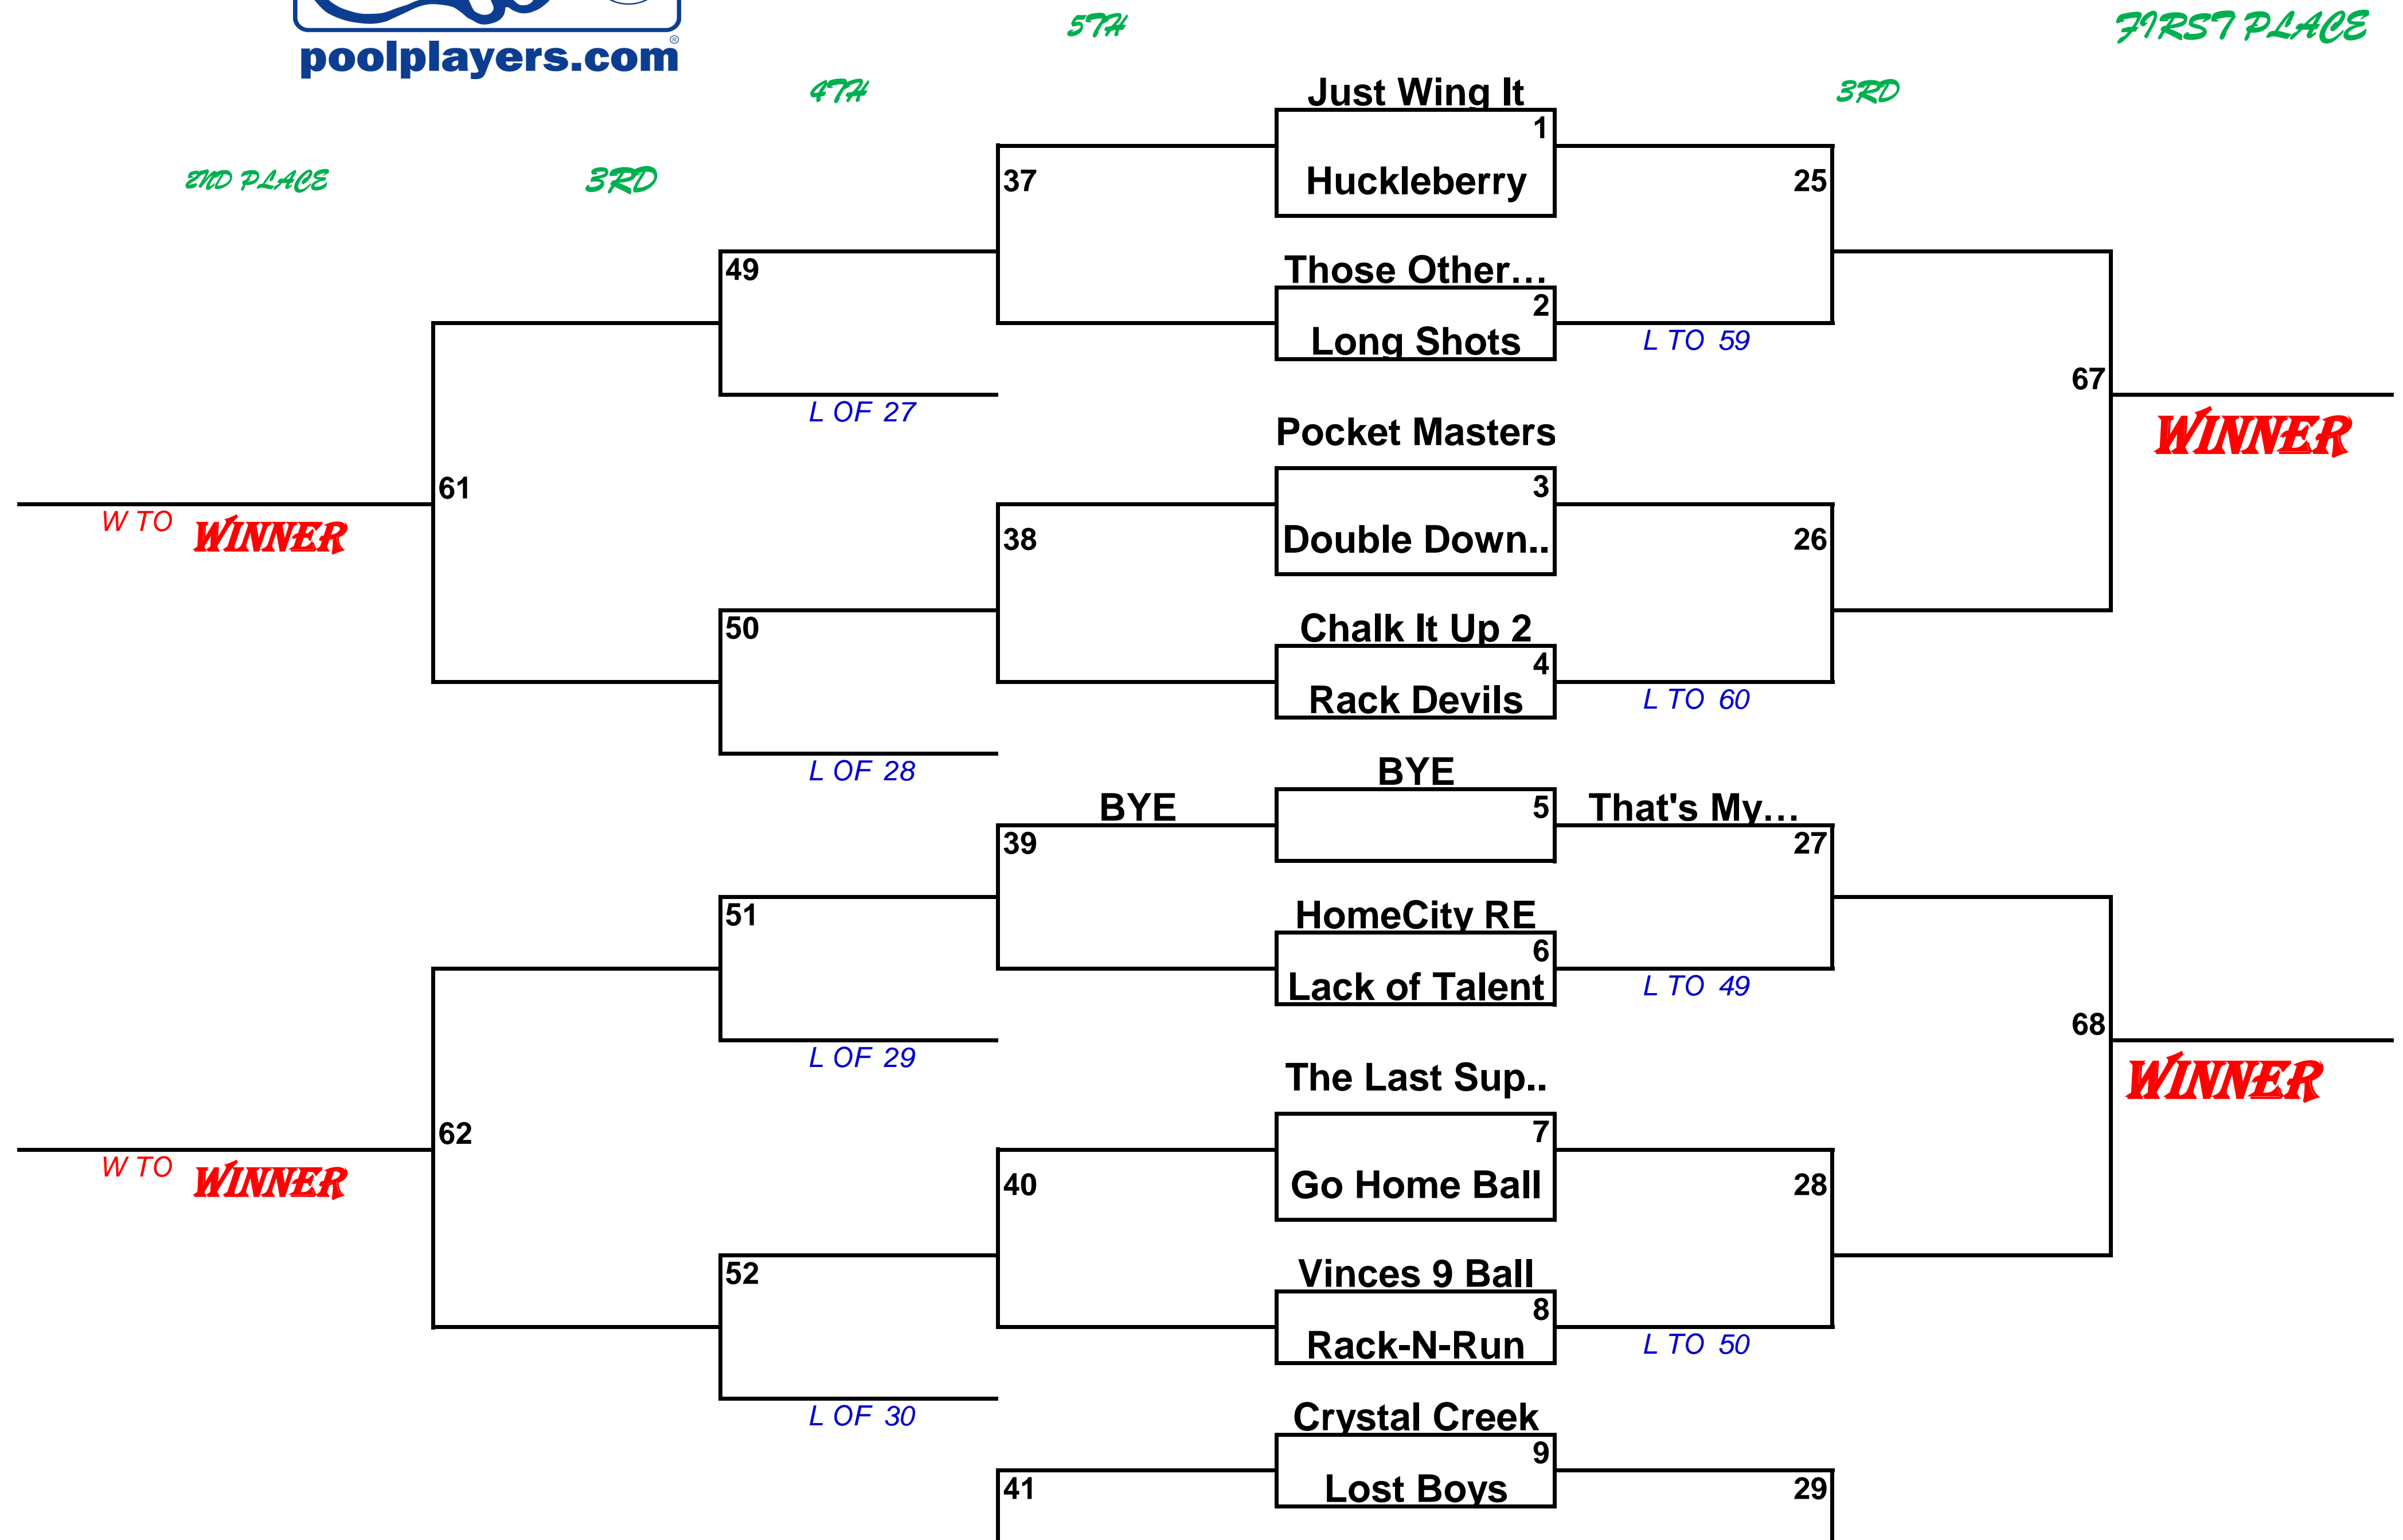 5TH
FIRST PLACE
poolplayers.com®
4TH
Just Wing It
3RD
1
2ND PLACE
3RD
37
Huckleberry
25
49
Those Other...
2
Long Shots
L TO 59
67
L OF 27
WINNER
Pocket Masters
61
3
W TO WINNER
38
Double Down..
26
50
Chalk It Up 2
4
Rack Devils
L TO 60
L OF 28
BYE
BYE
5
That's My...
39
27
51
HomeCity RE
6
Lack of Talent
L TO 49
68
L OF 29
WINNER
The Last Sup..
62
7
W TO WINNER
40
Go Home Ball
28
52
Vinces 9 Ball
8
Rack-N-Run
L TO 50
L OF 30
Crystal Creek
9
41
Lost Boys
29